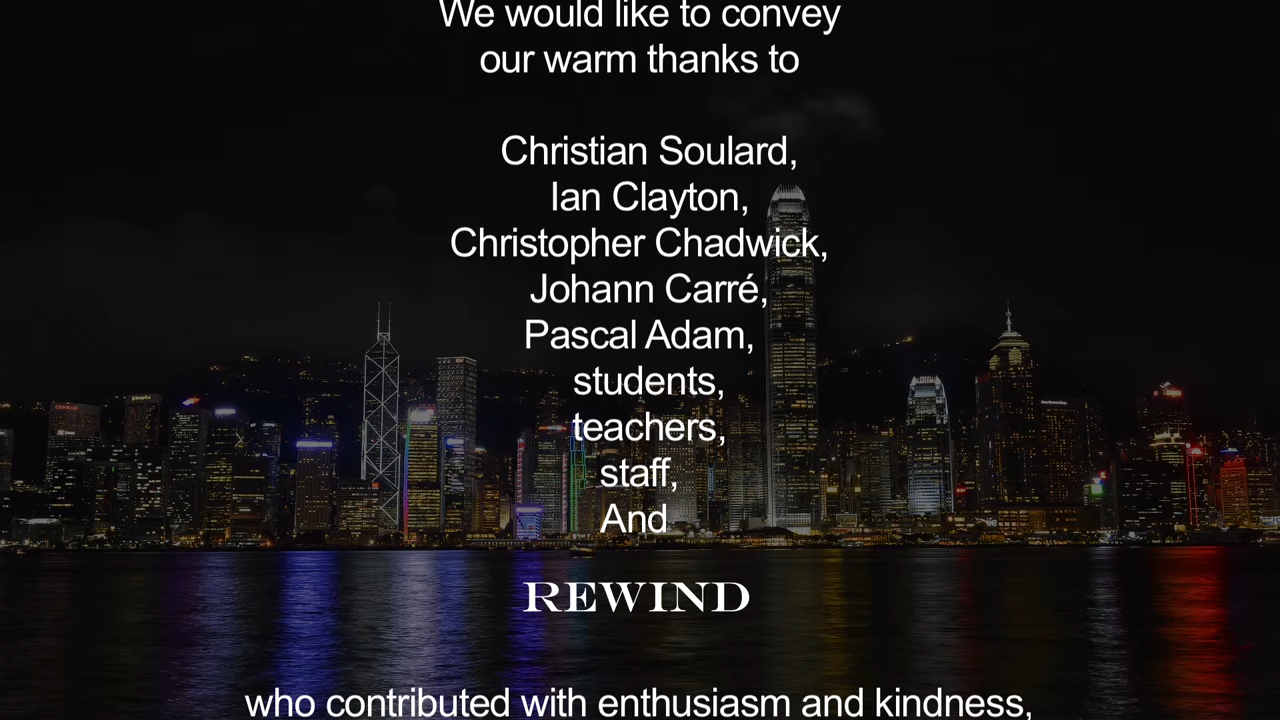 We would like to convey
our warm thanks to
Christian Soulard,
Ian Clayton,
Christopher Chadwick,
Johann Carré,
Pascal Adam,
students,
teachers,
staff,
And
REWIND
who contributed with enthusiasm and kindness,
CONRAD